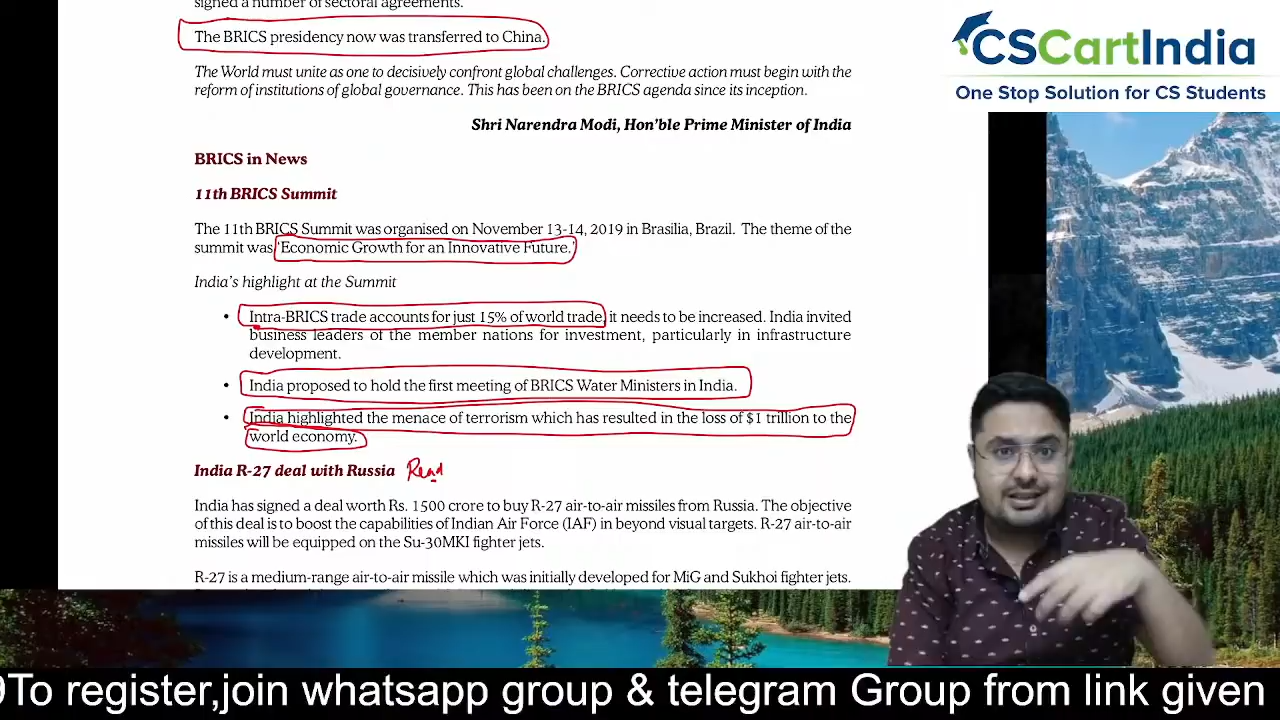 signed a number of sectoral agreements.
The BRICS presidency now was transferred to China.
The World must unite as one to decisively confront global challenges. Corrective action must begin with the
reform of institutions of global governance. This has been on the BRICS agenda since its inception.
Shri Narendra Modi, Hon'ble Prime Minister of India
BRICS in News
11th BRICS Summit
The 11th BRICS Summit was organised on November 13-14, 2019 in Brasilia, Brazil. The theme of the
summit was 'Economic Growth for an Innovative Future.'
India's highlight at the Summit
• Intra-BRICS trade accounts for just 15% of world trade, it needs to be increased. India invited
business leaders of the member nations for investment, particularly in infrastructure
development.
• India proposed to hold the first meeting of BRICS Water Ministers in India.
• India highlighted the menace of terrorism which has resulted in the loss of $1 trillion to the
world economy.
India R-27 deal with Russia Read
India has signed a deal worth Rs. 1500 crore to buy R-27 air-to-air missiles from Russia. The objective
of this deal is to boost the capabilities of Indian Air Force (IAF) in beyond visual targets. R-27 air-to-air
missiles will be equipped on the Su-30MKI fighter jets.
R-27 is a medium-range air-to-air missile which was initially developed for MiG and Sukhoi fighter jets.
CSCartIndia
One Stop Solution for CS Students
To register,join whatsapp group & telegram Group from link given